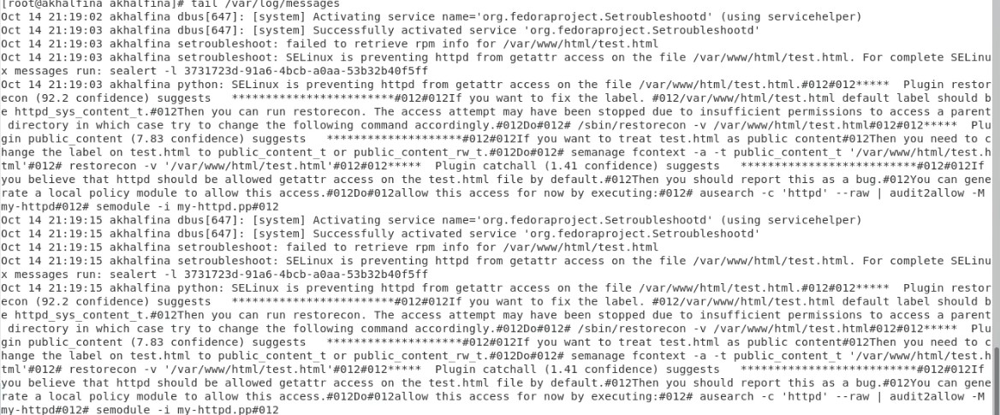 [root@akhalfina akhalfina]# tail /var/log/messages
Oct 14 21:19:02 akhalfina dbus[647]: [system] Activating service name='org.fedoraproject.Setroubleshootd' (using servicehelper)
Oct 14 21:19:03 akhalfina dbus[647]: [system] Successfully activated service 'org.fedoraproject.Setroubleshootd'
Oct 14 21:19:03 akhalfina setroubleshoot: failed to retrieve rpm info for /var/www/html/test.html
Oct 14 21:19:03 akhalfina setroubleshoot: SELinux is preventing httpd from getattr access on the file /var/www/html/test.html. For complete SELinu
x messages run: sealert -l 3731723d-91a6-4bcb-a0aa-53b32b40f5ff
Oct 14 21:19:03 akhalfina python: SELinux is preventing httpd from getattr access on the file /var/www/html/test.html.#012#012*****  Plugin restor
econ (92.2 confidence) suggests   ************************#012#012If you want to fix the label. #012/var/www/html/test.html default label should b
e httpd_sys_content_t.#012Then you can run restorecon. The access attempt may have been stopped due to insufficient permissions to access a parent
 directory in which case try to change the following command accordingly.#012Do#012# /sbin/restorecon -v /var/www/html/test.html#012#012*****  Plu
gin public_content (7.83 confidence) suggests   ********************#012#012If you want to treat test.html as public content#012Then you need to c
hange the label on test.html to public_content_t or public_content_rw_t.#012Do#012# semanage fcontext -a -t public_content_t '/var/www/html/test.h
tml'#012# restorecon -v '/var/www/html/test.html'#012#012*****  Plugin catchall (1.41 confidence) suggests   **************************#012#012If 
you believe that httpd should be allowed getattr access on the test.html file by default.#012Then you should report this as a bug.#012You can gene
rate a local policy module to allow this access.#012Do#012allow this access for now by executing:#012# ausearch -c 'httpd' --raw | audit2allow -M 
my-httpd#012# semodule -i my-httpd.pp#012
Oct 14 21:19:15 akhalfina dbus[647]: [system] Activating service name='org.fedoraproject.Setroubleshootd' (using servicehelper)
Oct 14 21:19:15 akhalfina dbus[647]: [system] Successfully activated service 'org.fedoraproject.Setroubleshootd'
Oct 14 21:19:15 akhalfina setroubleshoot: failed to retrieve rpm info for /var/www/html/test.html
Oct 14 21:19:15 akhalfina setroubleshoot: SELinux is preventing httpd from getattr access on the file /var/www/html/test.html. For complete SELinu
x messages run: sealert -l 3731723d-91a6-4bcb-a0aa-53b32b40f5ff
Oct 14 21:19:15 akhalfina python: SELinux is preventing httpd from getattr access on the file /var/www/html/test.html.#012#012*****  Plugin restor
econ (92.2 confidence) suggests   ************************#012#012If you want to fix the label. #012/var/www/html/test.html default label should b
e httpd_sys_content_t.#012Then you can run restorecon. The access attempt may have been stopped due to insufficient permissions to access a parent
 directory in which case try to change the following command accordingly.#012Do#012# /sbin/restorecon -v /var/www/html/test.html#012#012*****  Plu
gin public_content (7.83 confidence) suggests   ********************#012#012If you want to treat test.html as public content#012Then you need to c
hange the label on test.html to public_content_t or public_content_rw_t.#012Do#012# semanage fcontext -a -t public_content_t '/var/www/html/test.h
tml'#012# restorecon -v '/var/www/html/test.html'#012#012*****  Plugin catchall (1.41 confidence) suggests   **************************#012#012If 
you believe that httpd should be allowed getattr access on the test.html file by default.#012Then you should report this as a bug.#012You can gene
rate a local policy module to allow this access.#012Do#012allow this access for now by executing:#012# ausearch -c 'httpd' --raw | audit2allow -M 
my-httpd#012# semodule -i my-httpd.pp#012